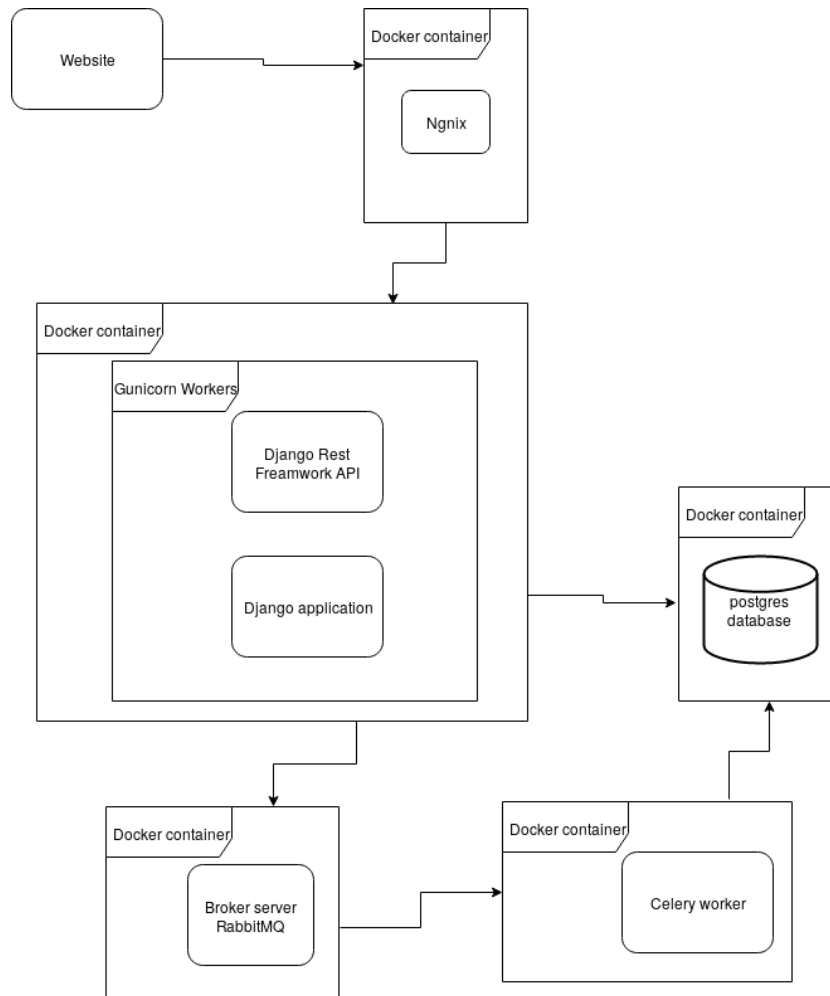 Website
Docker container
Ngnix
Docker container
Gunicorn Workers
Django Rest
Freamwork API
Django application
Docker container
postgres
database
Docker container
Broker server
RabbitMQ
Docker container
Celery worker